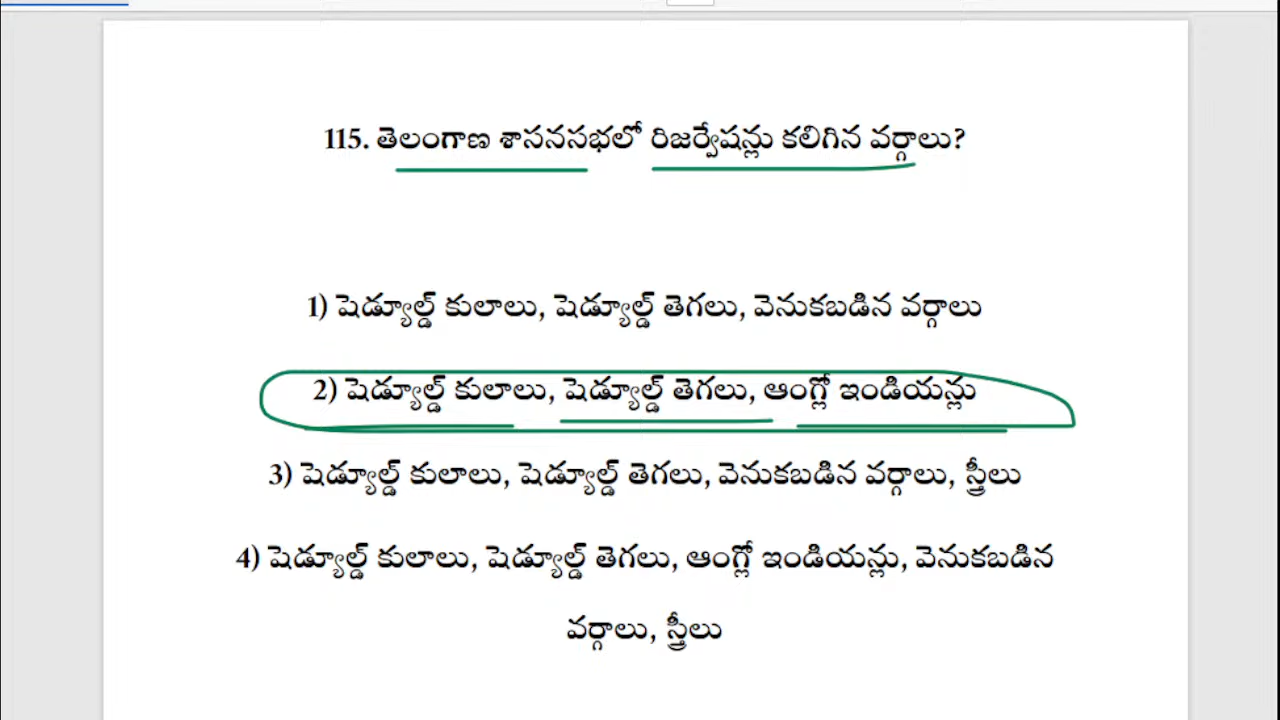 115. తెలంగాణ శాసనసభలో రిజర్వేషన్లు కలిగిన వర్గాలు?
1) షెడ్యూల్డ్ కులాలు, షెడ్యూల్డ్ తెగలు, వెనుకబడిన వర్గాలు
2) షెడ్యూల్డ్ కులాలు, షెడ్యూల్డ్ తెగలు, ఆంగ్లో ఇండియన్లు
3) షెడ్యూల్డ్ కులాలు, షెడ్యూల్డ్ తెగలు, వెనుకబడిన వర్గాలు, స్త్రీలు
4) షెడ్యూల్డ్ కులాలు, షెడ్యూల్డ్ తెగలు, ఆంగ్లో ఇండియన్లు, వెనుకబడిన
వర్గాలు, స్త్రీలు